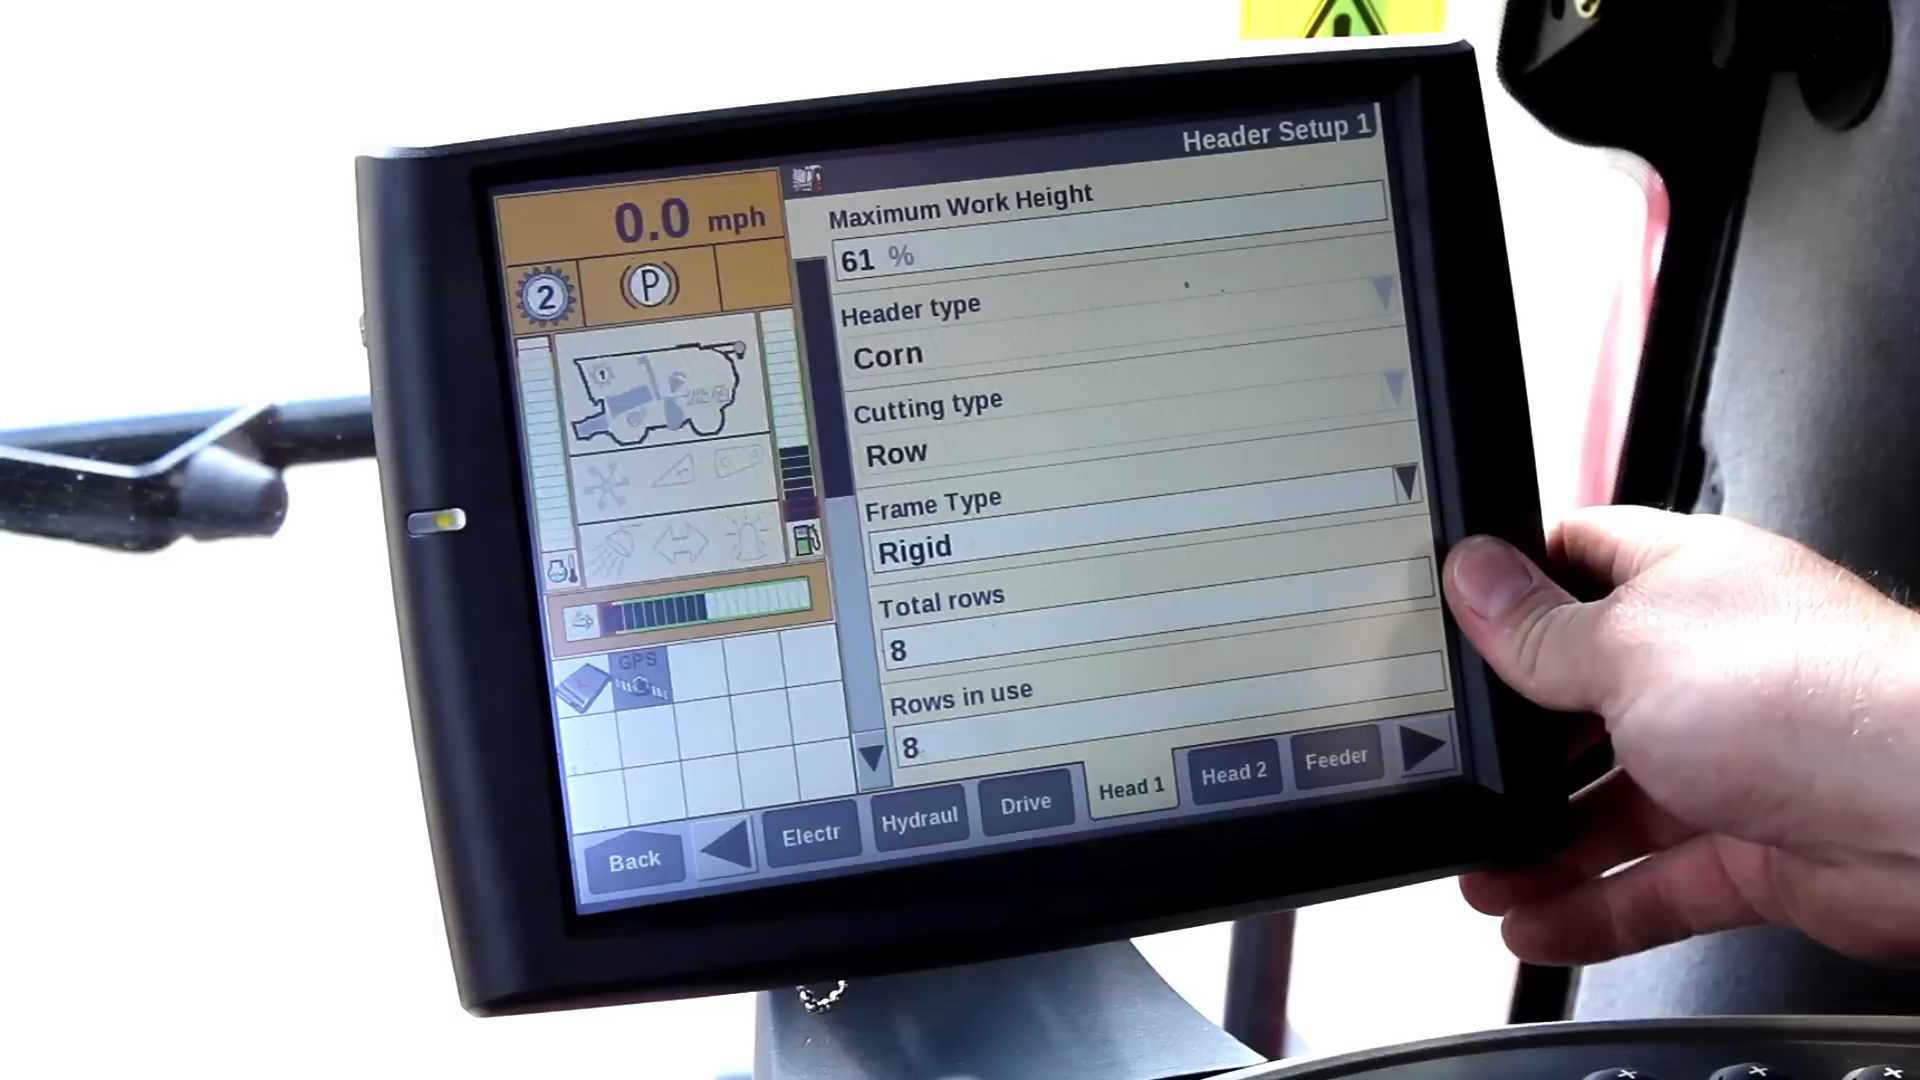 Header Setup 1
0.0 mph
2
P
1
GPS
Maximum Work Height
61 %
Header type
Corn
Cutting type
Row
Frame Type
Rigid
Total rows
8
Rows in use
8
Back
Electr
Hydraul
Drive
Head 1
Head 2
Feeder